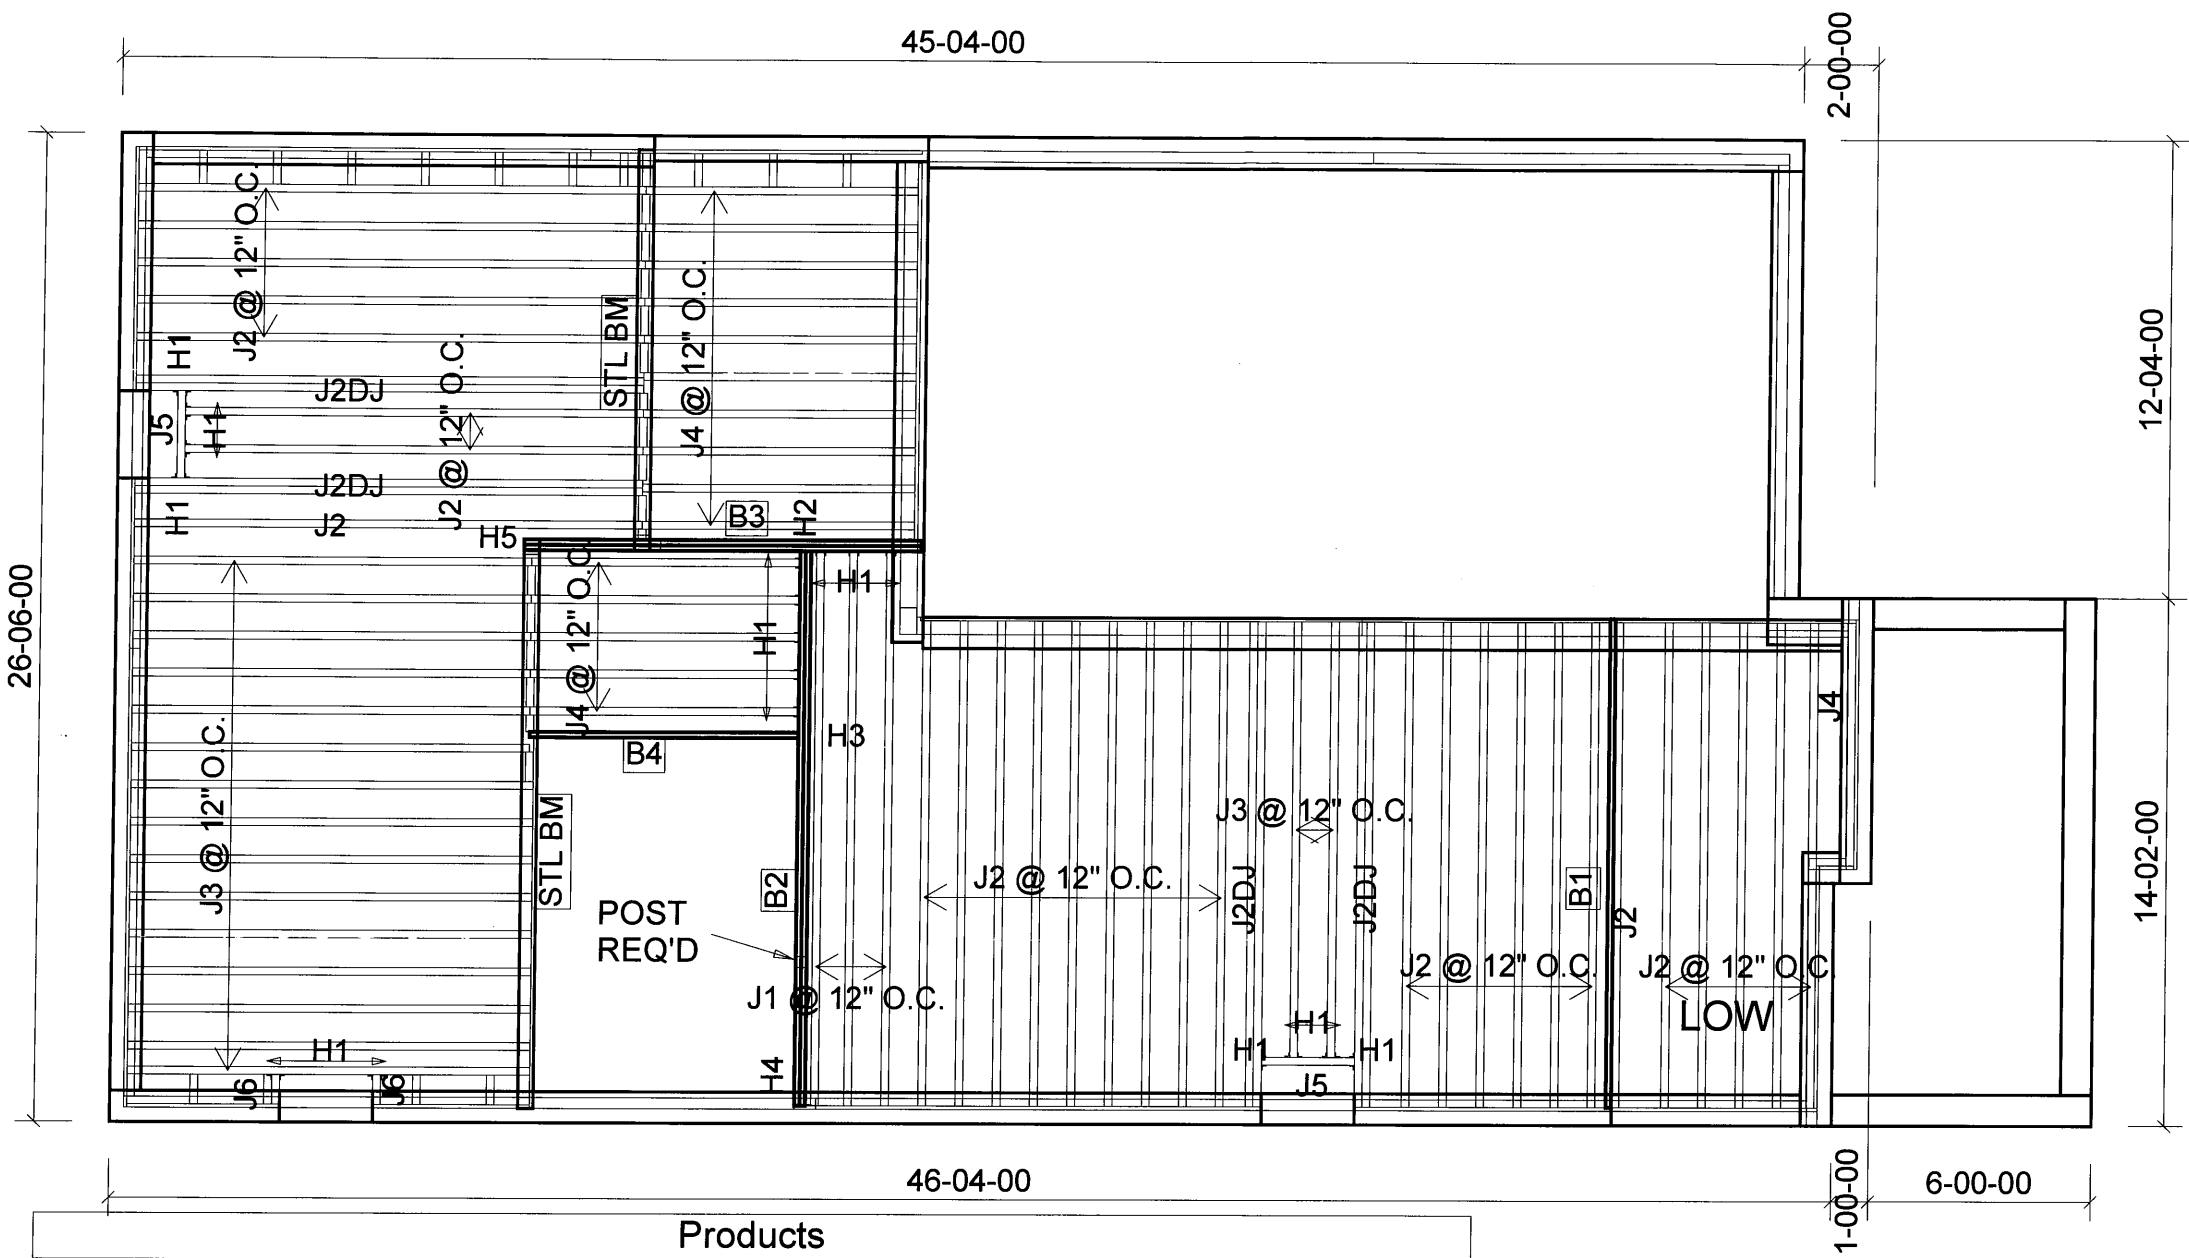 45-04-00
2-00-00
J2 @ 12" O.C.
J4 @ 12" O.C.
STL BM
H1
J2DJ
J2 @ 12" O.C.
J5
H1
J2DJ
H1
J2
H5
B3
H2
12-04-00
26-06-00
J4 @ 12" O.C.
H1
H1
H3
B4
J3 @ 12" O.C.
STL BM
B2
POST
REQ'D
J1 @ 12" O.C.
J2 @ 12" O.C.
J3 @ 12" O.C.
J2DJ
J2DJ
B1
J2
J4
J2 @ 12" O.C.
J2 @ 12" O.C.
LOW
14-02-00
H1
J6
J6
H4
H1
H1
H1
J5
46-04-00
1-00-00
6-00-00
Products